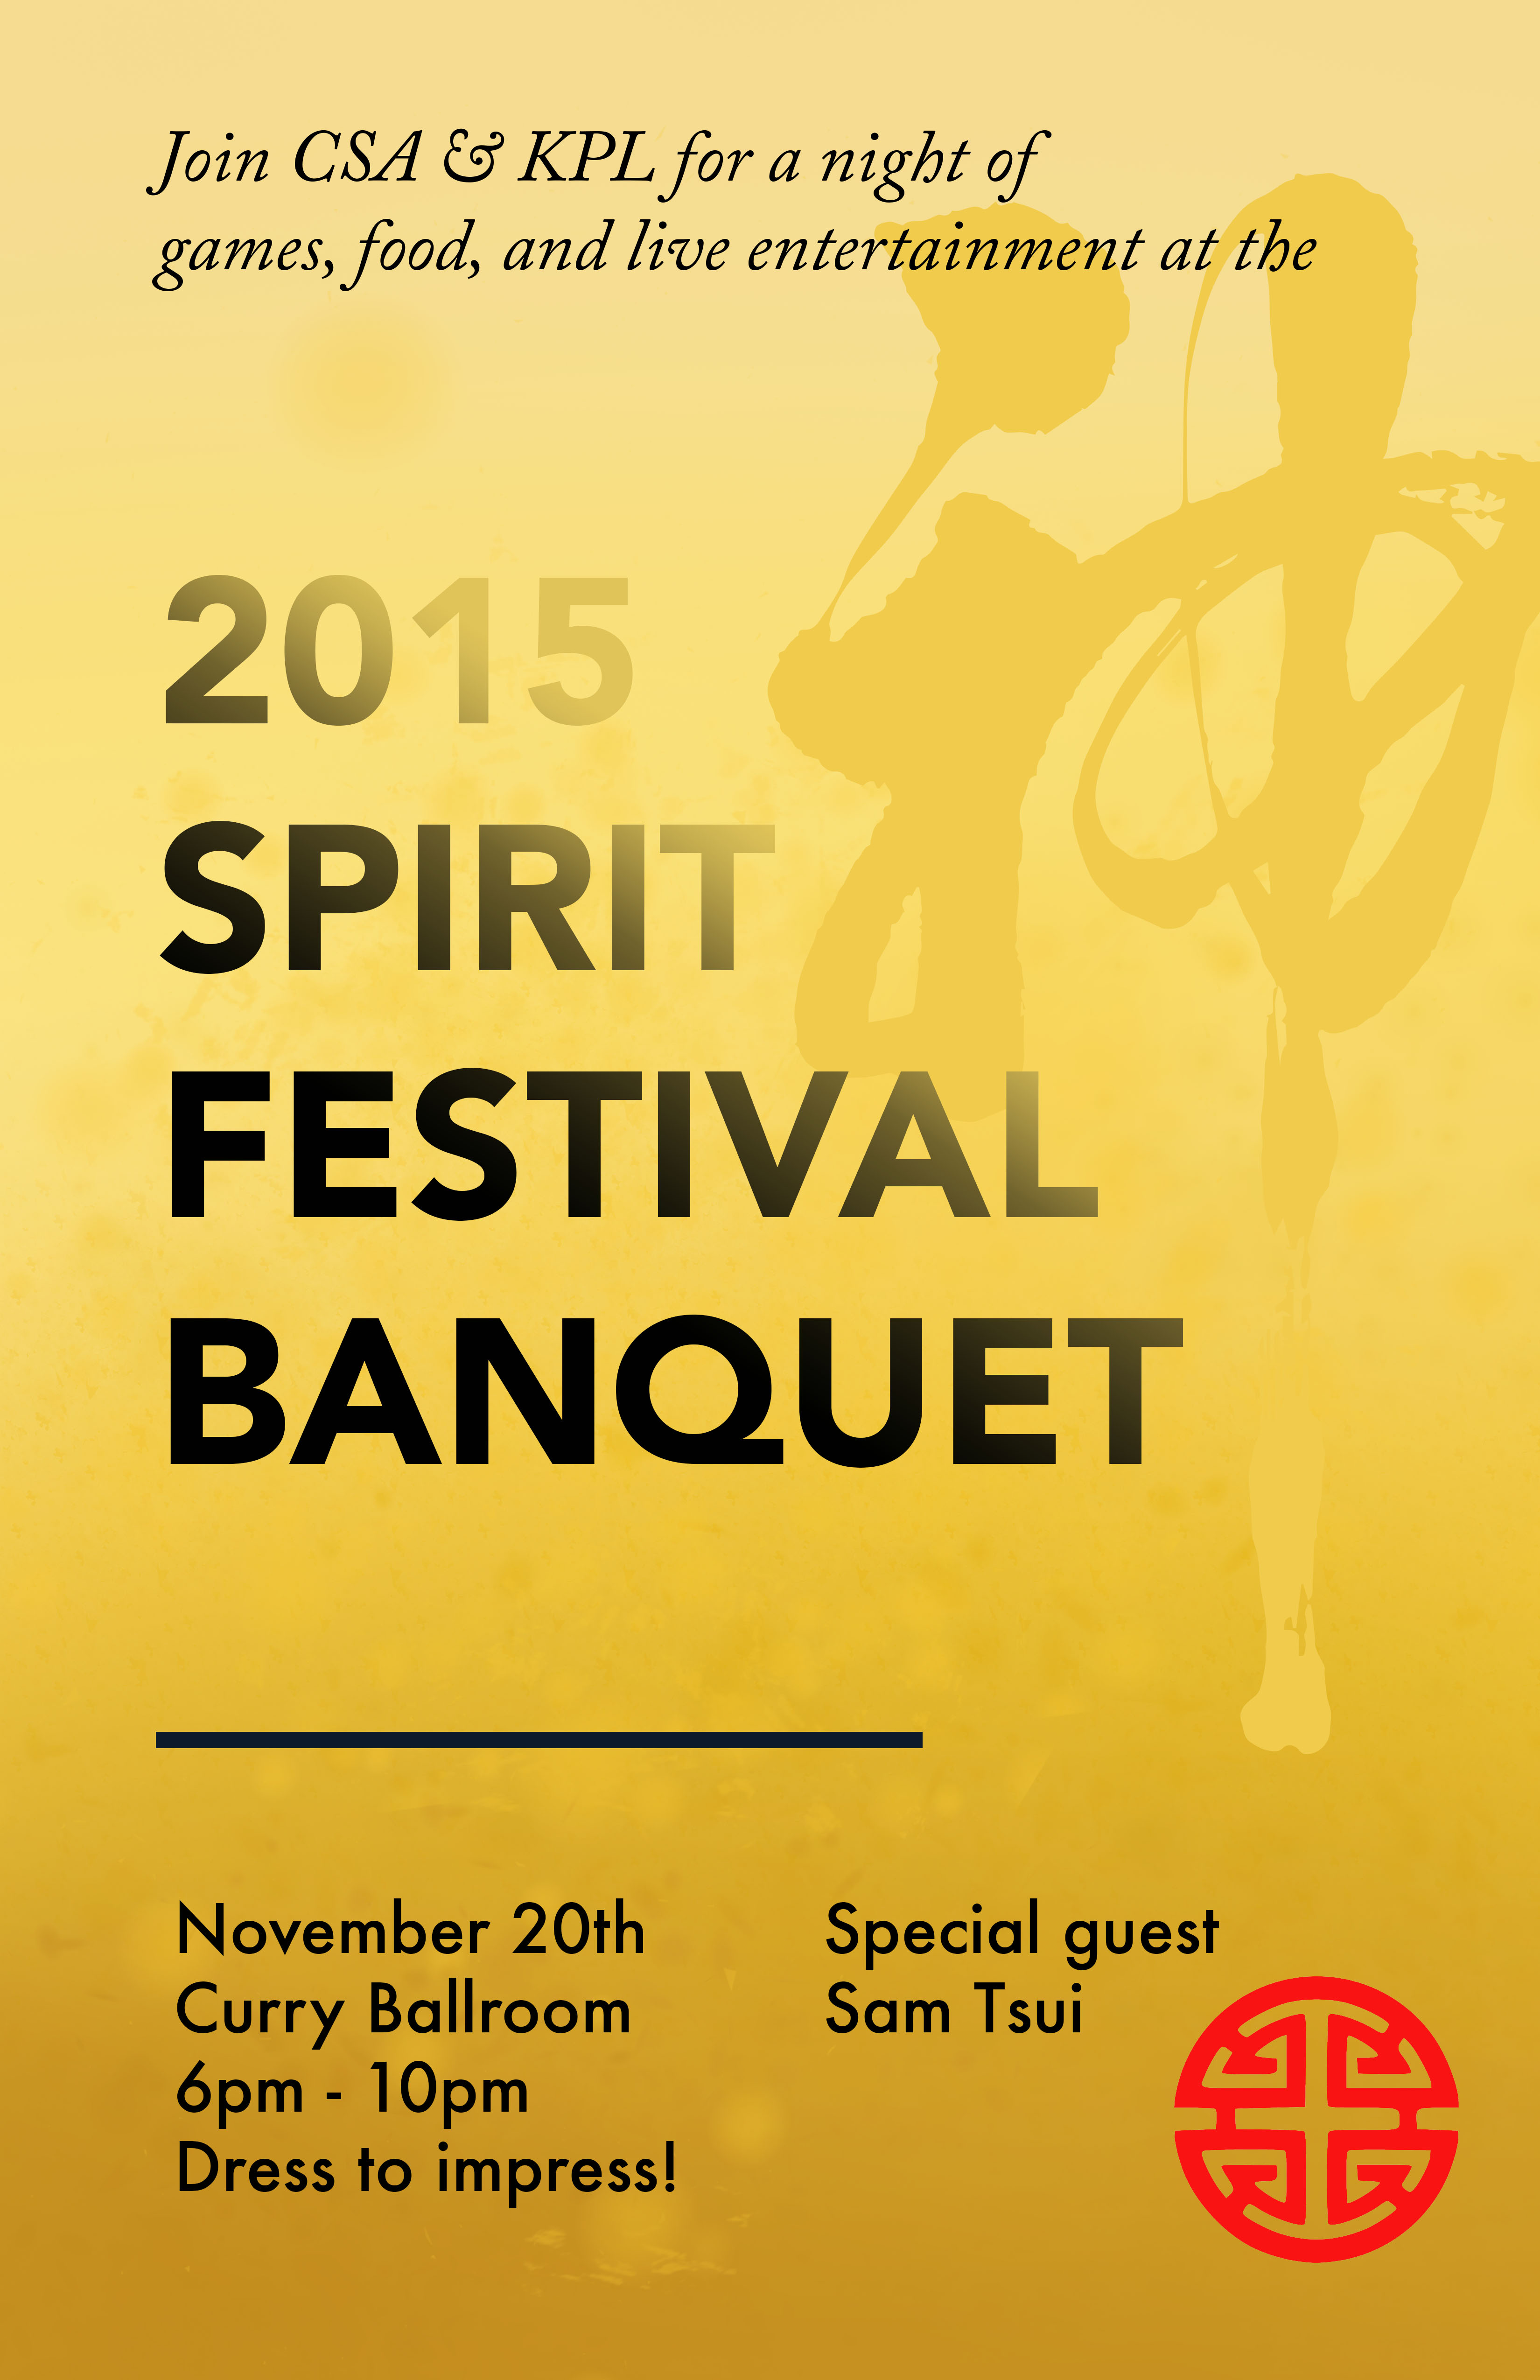 Join CSA & KPL for a night of
games, food, and live entertainment at the
2015
SPIRIT
FESTIVAL
BANQUET
November 20th
Curry Ballroom
6pm - 10pm
Dress to impress!
Special guest
Sam Tsui
神